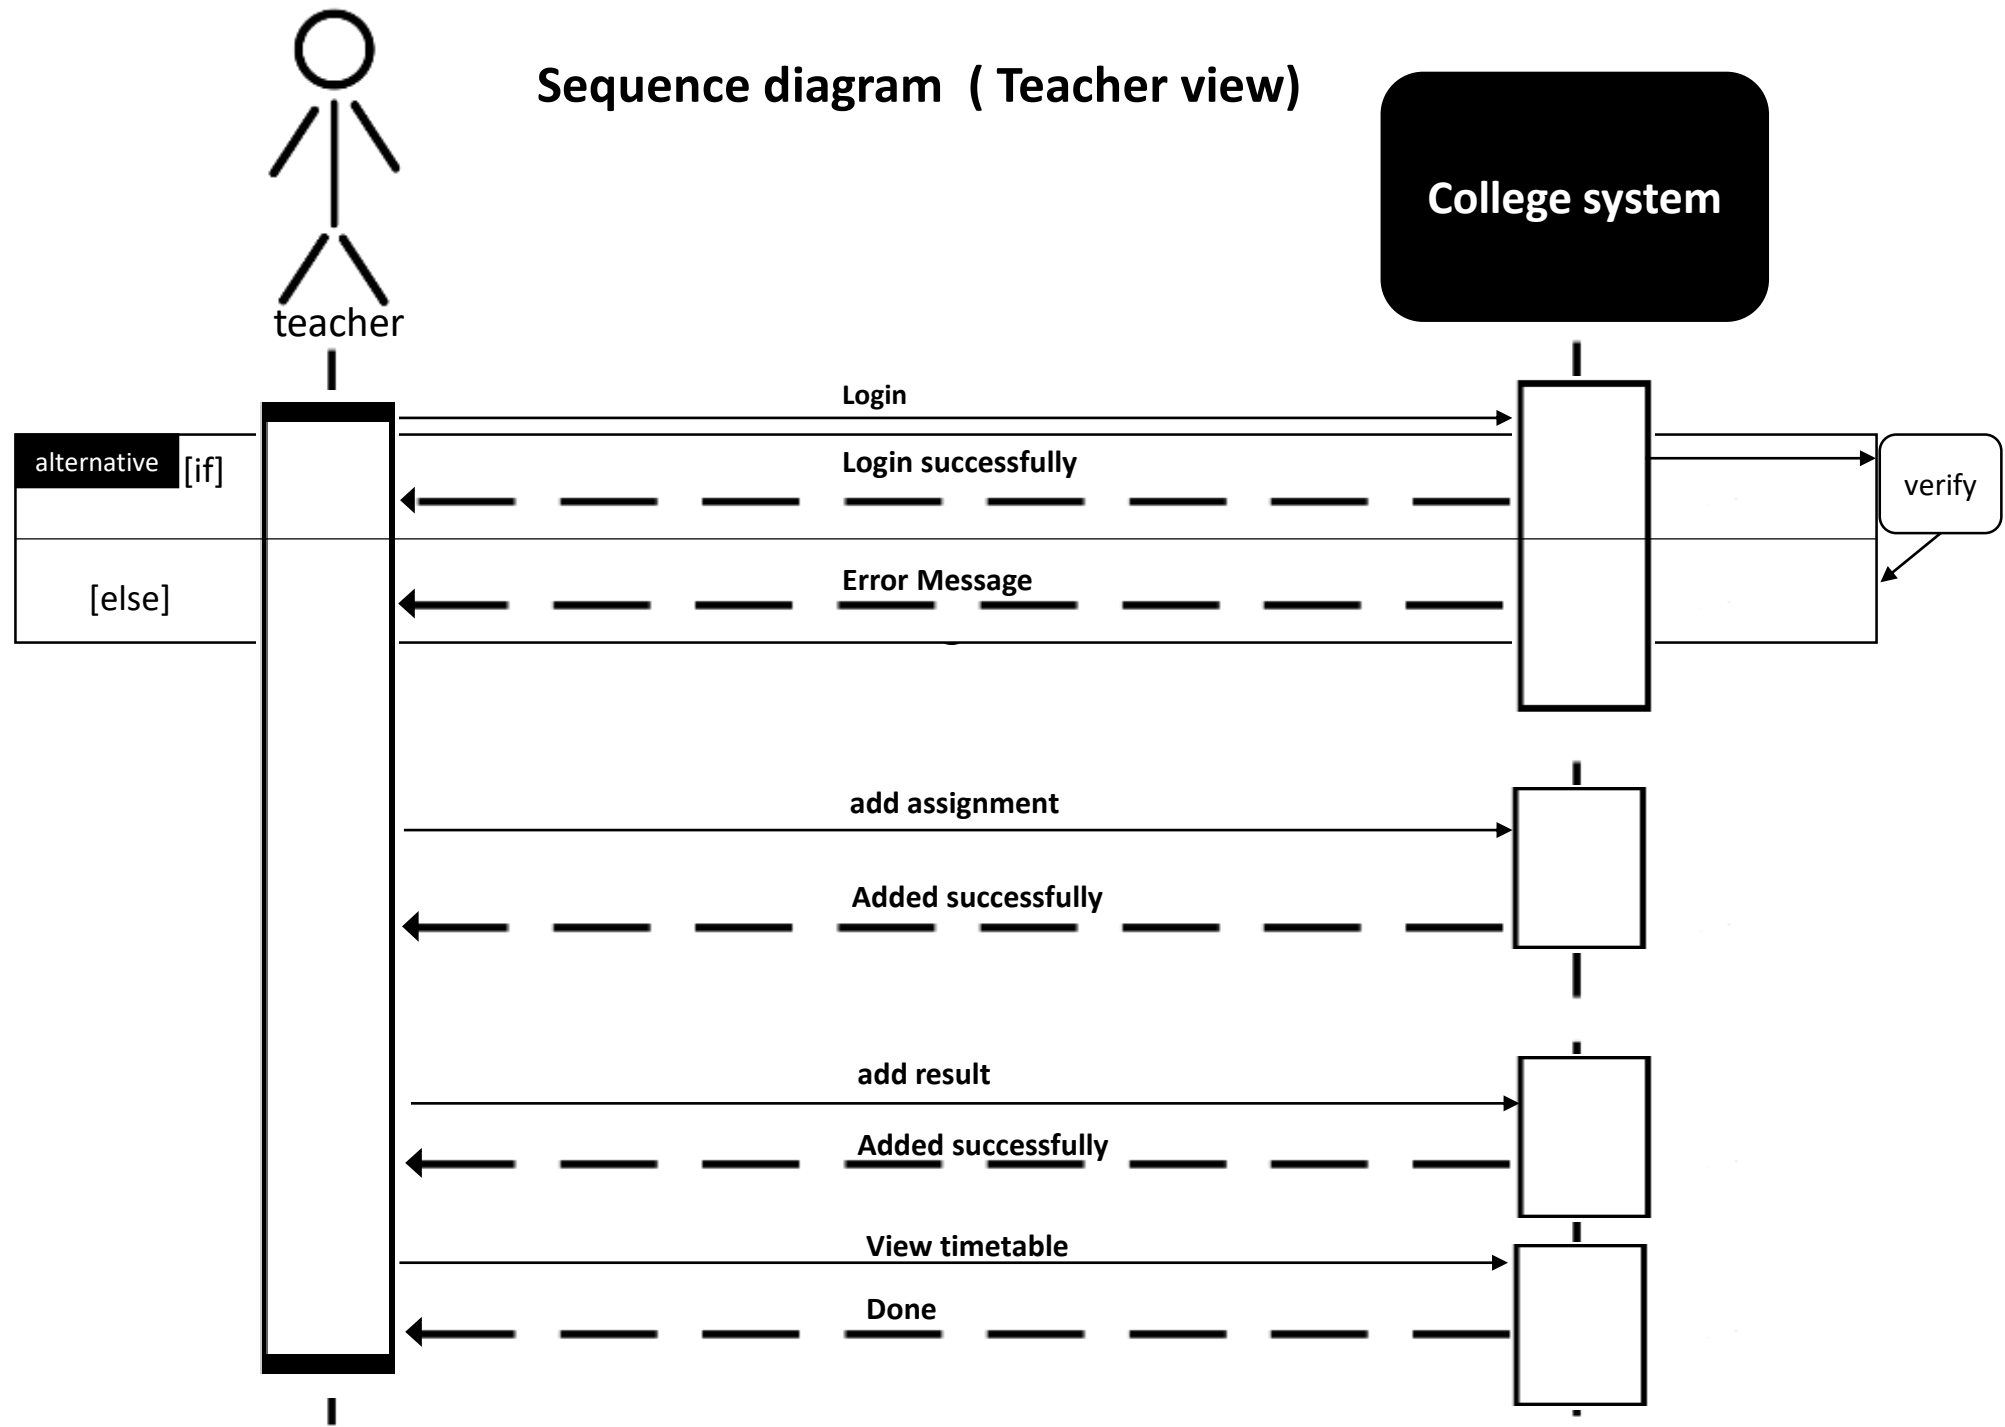 Sequence diagram  ( Teacher view)
College system
teacher
Login
alternative
[if]
Login successfully
verify
Error Message
[else]
add assignment
Added successfully
add result
Added successfully
View timetable
Done